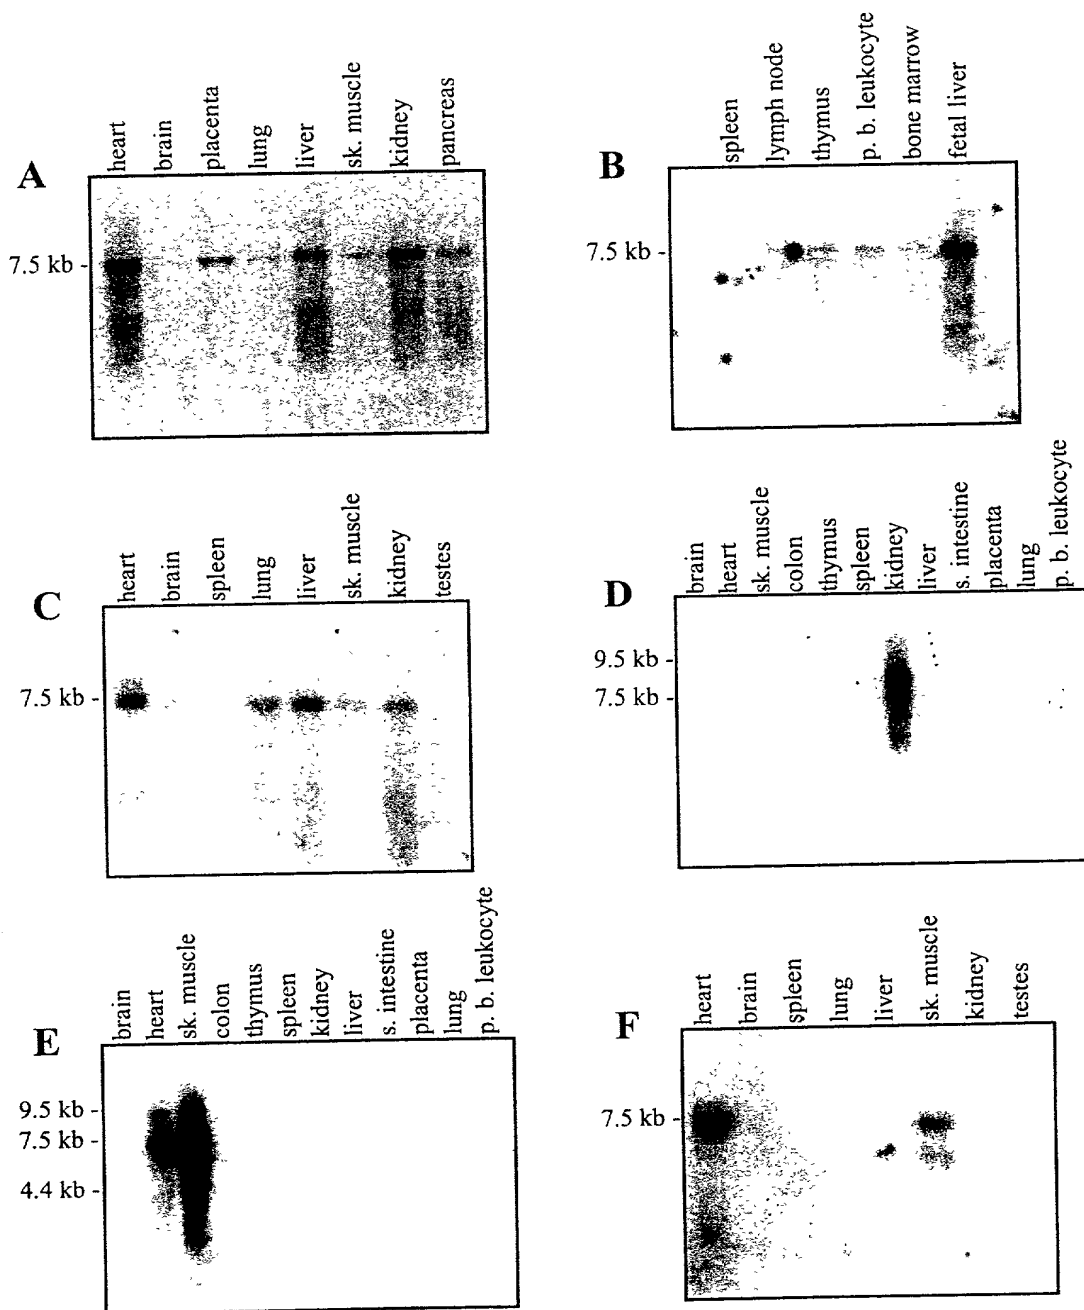 A
heart
brain
placenta
lung
liver
sk. muscle
kidney
pancreas
7.5 kb -
B
spleen
lymph node
thymus
p. b. leukocyte
bone marrow
fetal liver
7.5 kb -
C
heart
brain
spleen
lung
liver
sk. muscle
kidney
testes
7.5 kb -
D
brain
heart
sk. muscle
colon
thymus
spleen
kidney
liver
s. intestine
placenta
lung
p. b. leukocyte
9.5 kb -
7.5 kb -
E
brain
heart
sk. muscle
colon
thymus
spleen
kidney
liver
s. intestine
placenta
lung
p. b. leukocyte
9.5 kb -
7.5 kb -
4.4 kb -
F
heart
brain
spleen
lung
liver
sk. muscle
kidney
testes
7.5 kb -